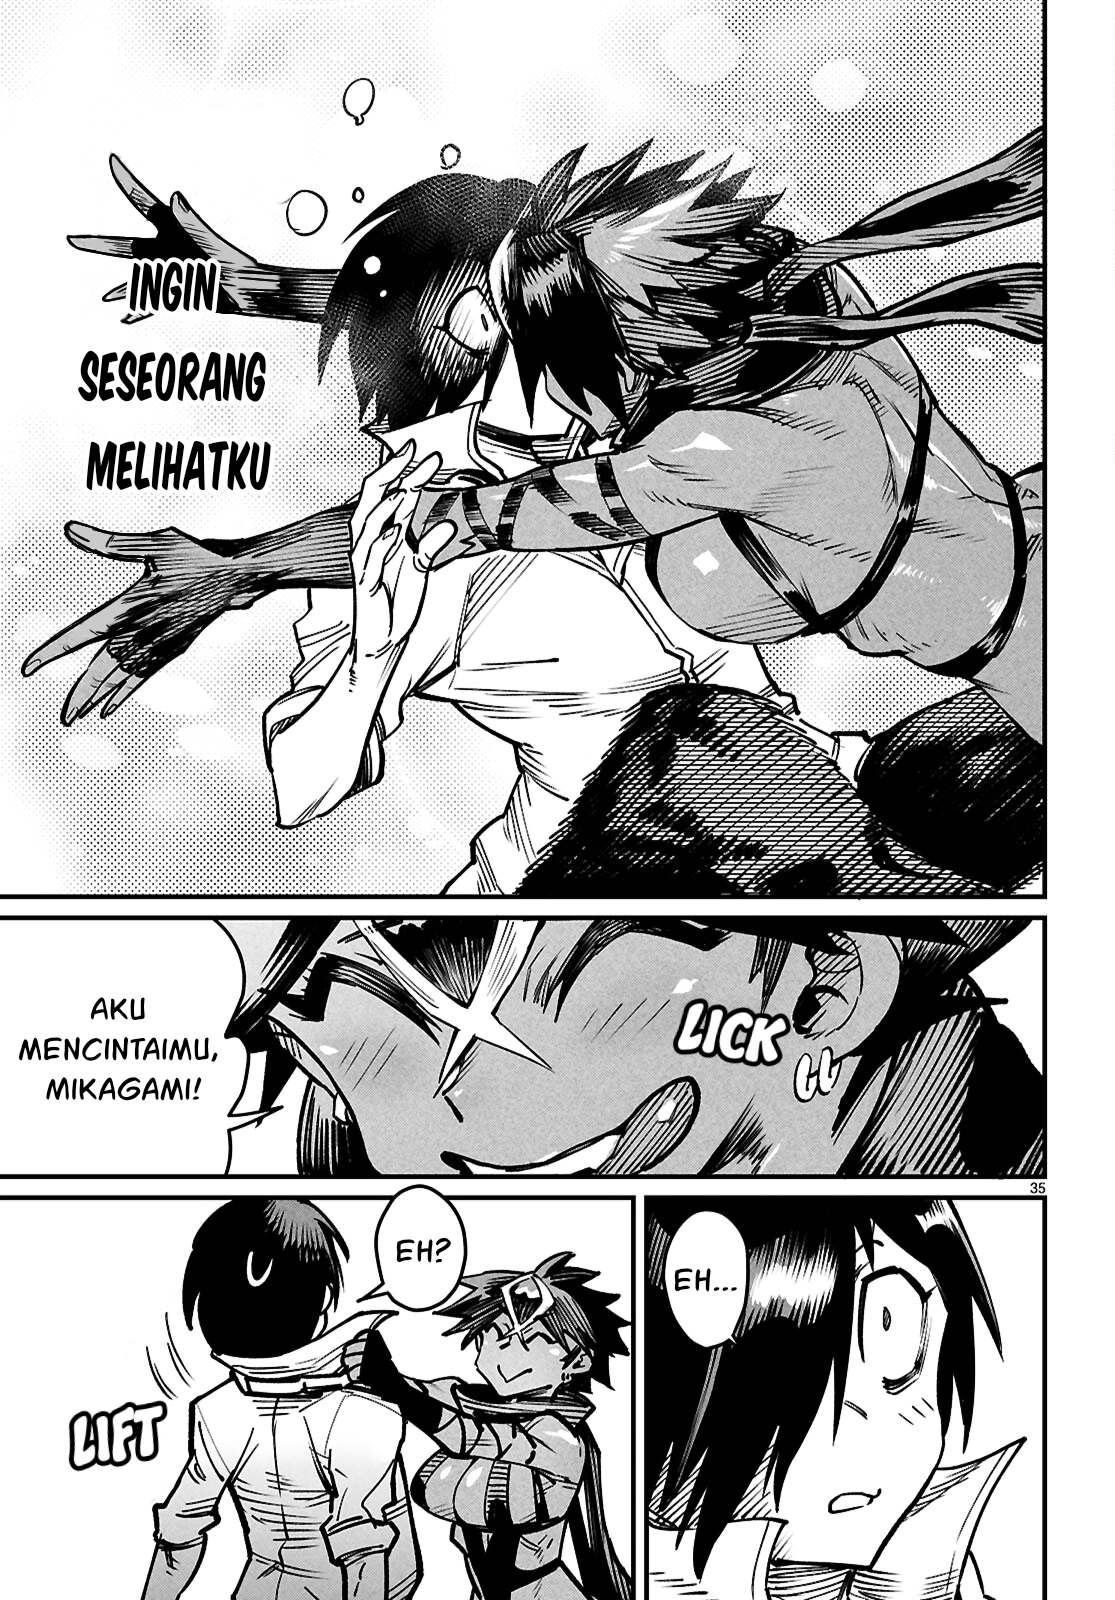 INGIN
SESEORANG
MELIHATKU
AKU
MENCINTAIMU,
MIKAGAMI!
LICK
35
EH...
EH?
LIFT